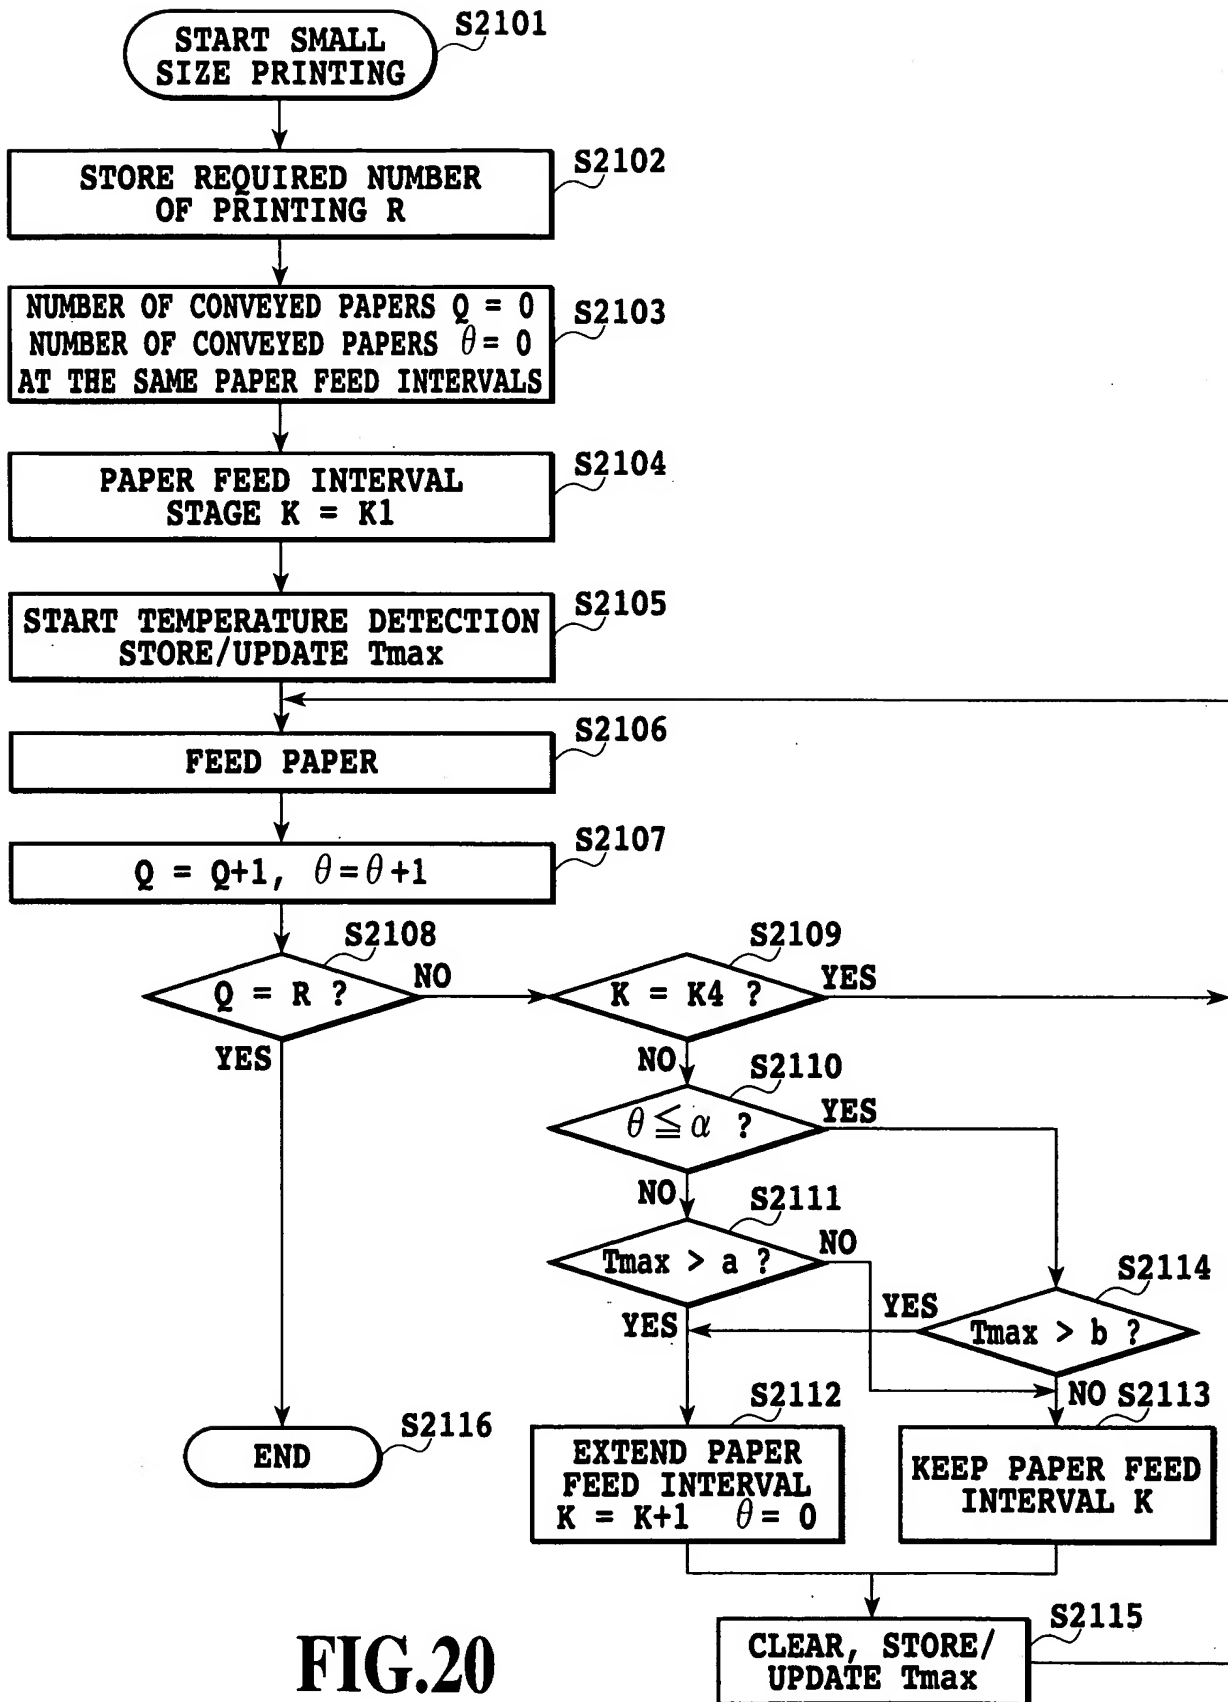 START SMALL
SIZE PRINTING
S2101
STORE REQUIRED NUMBER
OF PRINTING R
S2102
NUMBER OF CONVEYED PAPERS Q = 0
NUMBER OF CONVEYED PAPERS θ = 0
AT THE SAME PAPER FEED INTERVALS
S2103
PAPER FEED INTERVAL
STAGE K = K1
S2104
START TEMPERATURE DETECTION
STORE/UPDATE Tmax
S2105
FEED PAPER
S2106
Q = Q+1, θ = θ +1
S2107
Q = R ?
S2108
NO
YES
K = K4 ?
S2109
YES
NO
θ ≦ α ?
S2110
YES
NO
Tmax > a ?
S2111
NO
YES
Tmax > b ?
S2114
YES
NO
EXTEND PAPER
FEED INTERVAL
K = K+1 θ = 0
S2112
KEEP PAPER FEED
INTERVAL K
S2113
END
S2116
CLEAR, STORE/
UPDATE Tmax
S2115
FIG.20